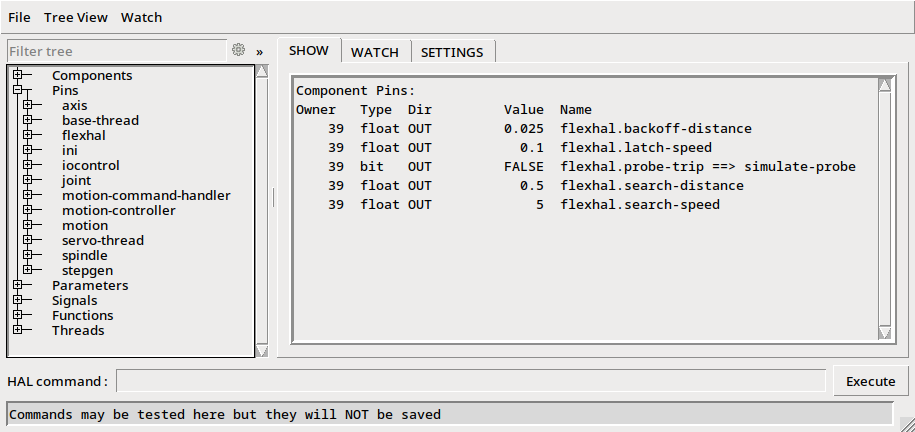 File Tree View Watch
Filter tree »
SHOW WATCH SETTINGS
Components
Pins
axis
base-thread
flexhal
ini
iocontrol
joint
motion-command-handler
motion-controller
motion
servo-thread
spindle
stepgen
Parameters
Signals
Functions
Threads
Component Pins:
Owner Type Dir Value Name
39 float OUT 0.025 flexhal.backoff-distance
39 float OUT 0.1 flexhal.latch-speed
39 bit OUT FALSE flexhal.probe-trip ==> simulate-probe
39 float OUT 0.5 flexhal.search-distance
39 float OUT 5 flexhal.search-speed
HAL command : Execute
Commands may be tested here but they will NOT be saved